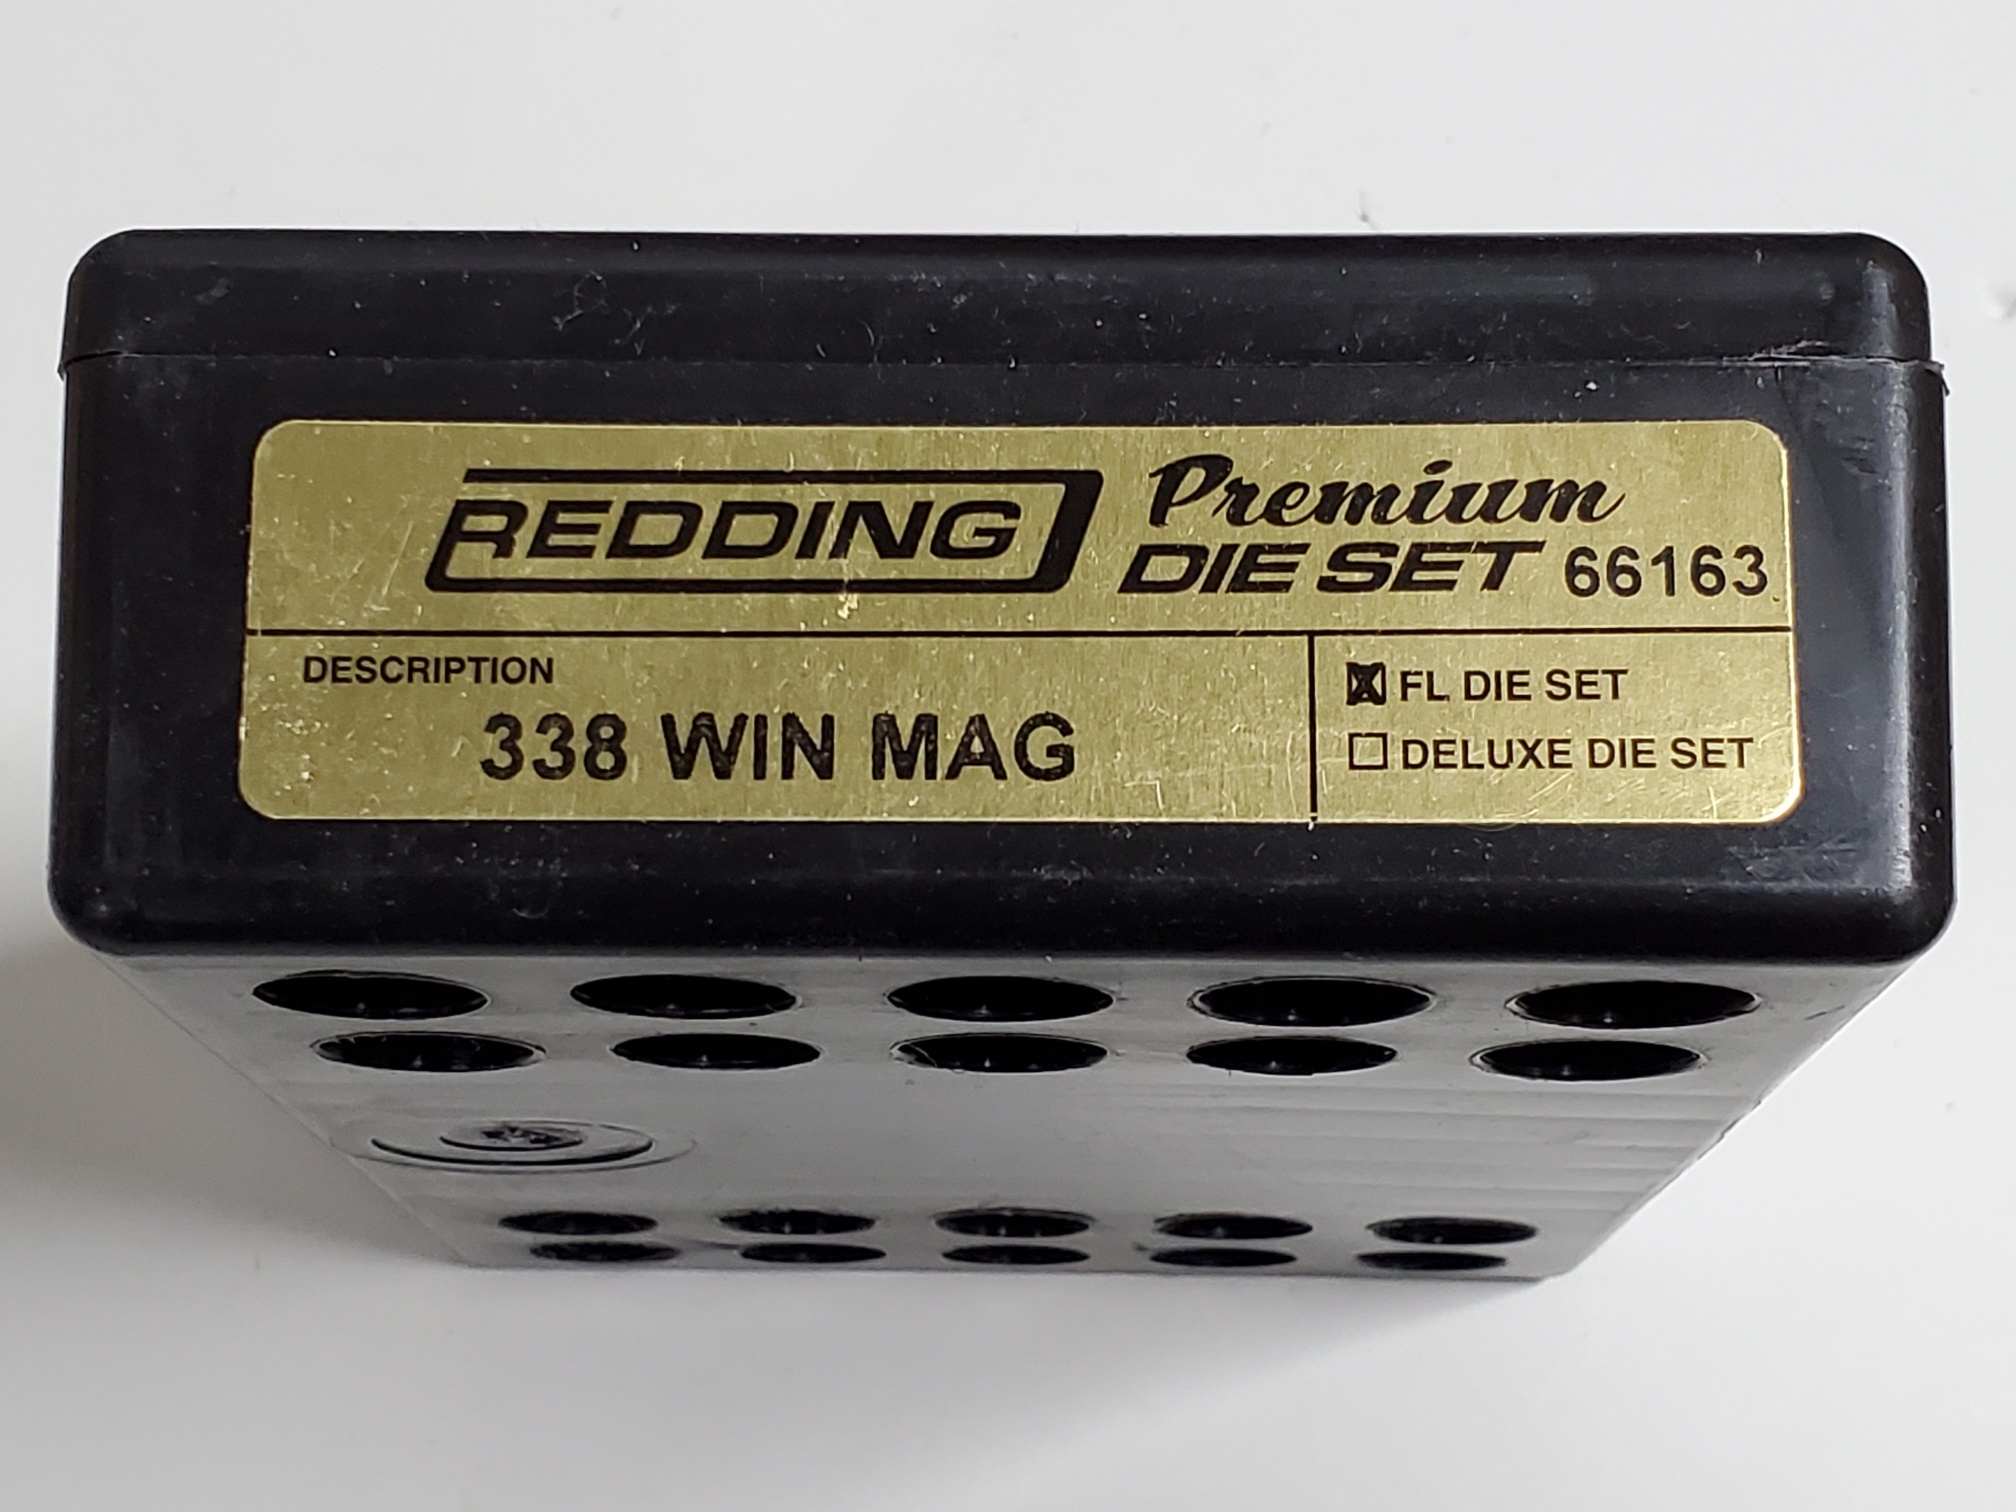 REDDING Premium
DIE SET 66163
DESCRIPTION
338 WIN MAG
☒ FL DIE SET
☐ DELUXE DIE SET